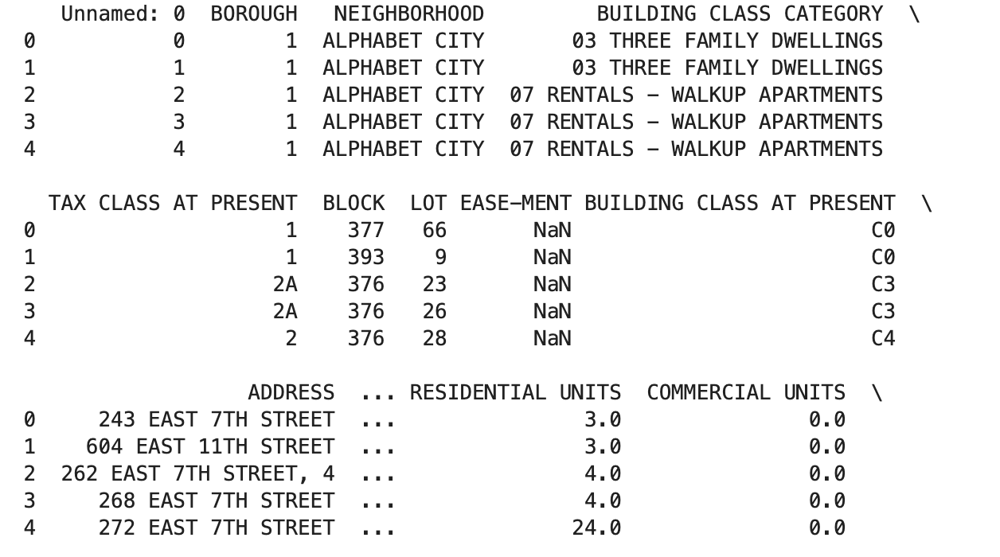 Unnamed: 0 BOROUGH NEIGHBORHOOD BUILDING CLASS CATEGORY \
0 0 1 ALPHABET CITY 03 THREE FAMILY DWELLINGS
1 1 1 ALPHABET CITY 03 THREE FAMILY DWELLINGS
2 2 1 ALPHABET CITY 07 RENTALS - WALKUP APARTMENTS
3 3 1 ALPHABET CITY 07 RENTALS - WALKUP APARTMENTS
4 4 1 ALPHABET CITY 07 RENTALS - WALKUP APARTMENTS
TAX CLASS AT PRESENT BLOCK LOT EASE-MENT BUILDING CLASS AT PRESENT \
0 1 377 66 NaN C0
1 1 393 9 NaN C0
2 2A 376 23 NaN C3
3 2A 376 26 NaN C3
4 2 376 28 NaN C4
ADDRESS ... RESIDENTIAL UNITS COMMERCIAL UNITS \
0 243 EAST 7TH STREET ... 3.0 0.0
1 604 EAST 11TH STREET ... 3.0 0.0
2 262 EAST 7TH STREET, 4 ... 4.0 0.0
3 268 EAST 7TH STREET ... 4.0 0.0
4 272 EAST 7TH STREET ... 24.0 0.0